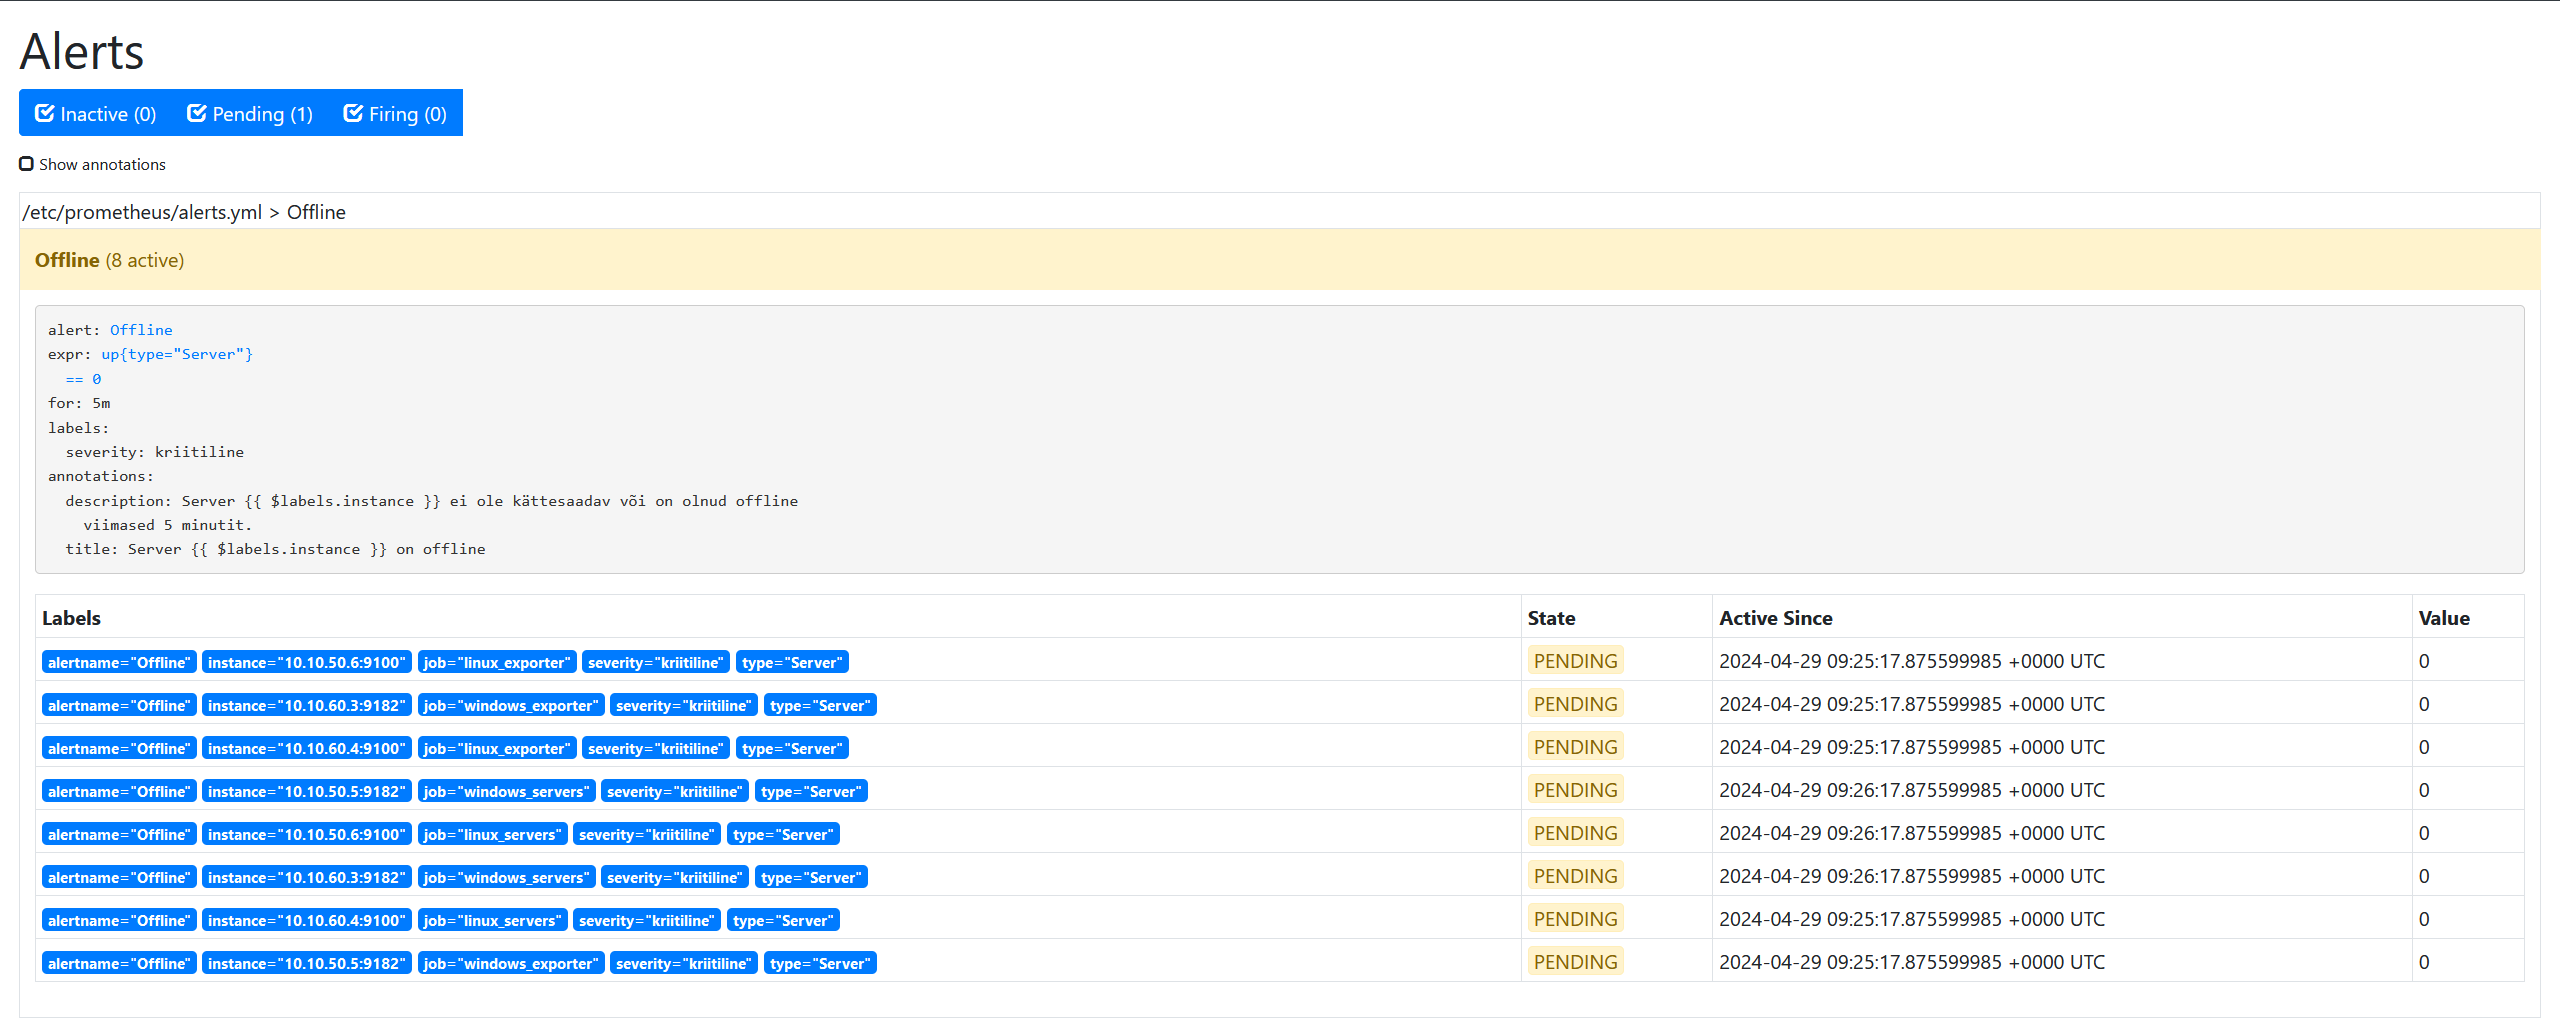 Alerts
Inactive (0) Pending (1) Firing (0)
Show annotations
/etc/prometheus/alerts.yml > Offline
Offline (8 active)
alert: Offline
expr: up{type="Server"}
  == 0
for: 5m
labels:
  severity: kriitiline
annotations:
  description: Server {{ $labels.instance }} ei ole kättesaadav või on olnud offline
    viimased 5 minutit.
  title: Server {{ $labels.instance }} on offline
Labels State Active Since Value
alertname="Offline" instance="10.10.50.6:9100" job="linux_exporter" severity="kriitiline" type="Server" PENDING 2024-04-29 09:25:17.875599985 +0000 UTC 0
alertname="Offline" instance="10.10.60.3:9182" job="windows_exporter" severity="kriitiline" type="Server" PENDING 2024-04-29 09:25:17.875599985 +0000 UTC 0
alertname="Offline" instance="10.10.60.4:9100" job="linux_exporter" severity="kriitiline" type="Server" PENDING 2024-04-29 09:25:17.875599985 +0000 UTC 0
alertname="Offline" instance="10.10.50.5:9182" job="windows_servers" severity="kriitiline" type="Server" PENDING 2024-04-29 09:26:17.875599985 +0000 UTC 0
alertname="Offline" instance="10.10.50.6:9100" job="linux_servers" severity="kriitiline" type="Server" PENDING 2024-04-29 09:26:17.875599985 +0000 UTC 0
alertname="Offline" instance="10.10.60.3:9182" job="windows_servers" severity="kriitiline" type="Server" PENDING 2024-04-29 09:26:17.875599985 +0000 UTC 0
alertname="Offline" instance="10.10.60.4:9100" job="linux_servers" severity="kriitiline" type="Server" PENDING 2024-04-29 09:25:17.875599985 +0000 UTC 0
alertname="Offline" instance="10.10.50.5:9182" job="windows_exporter" severity="kriitiline" type="Server" PENDING 2024-04-29 09:25:17.875599985 +0000 UTC 0